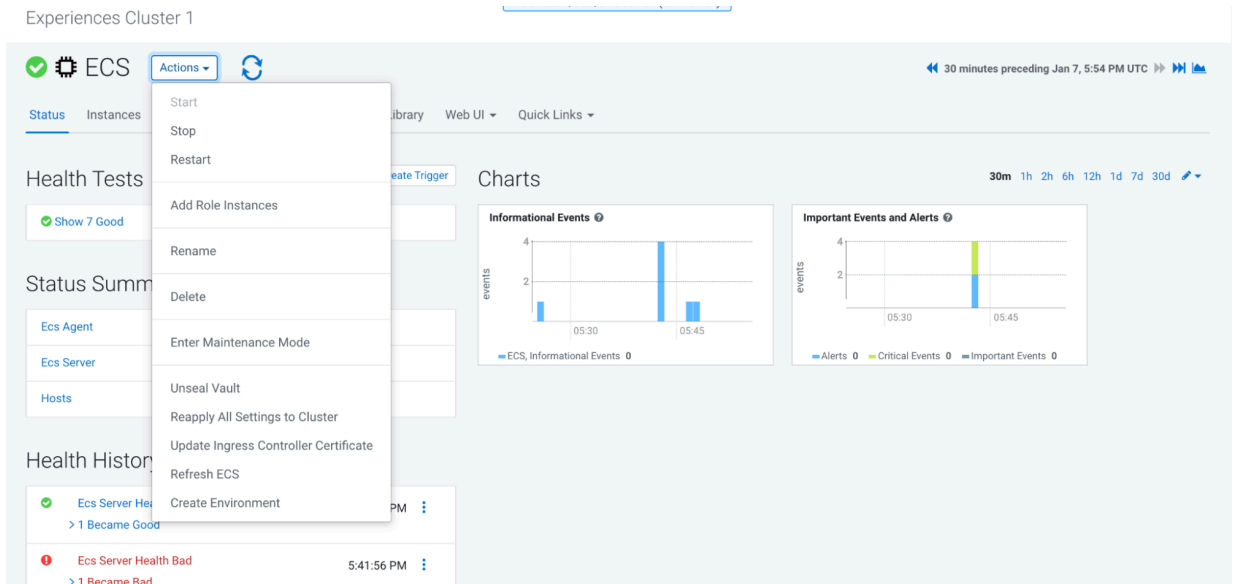 Experiences Cluster 1
ECS
Actions
30 minutes preceding Jan 7, 5:54 PM UTC
Start
Stop
Restart
Add Role Instances
Rename
Delete
Enter Maintenance Mode
Unseal Vault
Reapply All Settings to Cluster
Update Ingress Controller Certificate
Refresh ECS
Create Environment
Status Instances Web UI Quick Links
Health Tests
eate Trigger
Show 7 Good
Status Summ
Ecs Agent
Ecs Server
Hosts
Health History
Ecs Server Hea PM
> 1 Became Good
Ecs Server Health Bad 5:41:56 PM
> 1 Became Bad
Charts
30m 1h 2h 6h 12h 1d 7d 30d
Informational Events
4
2
events
05:30 05:45
ECS, Informational Events 0
Important Events and Alerts
4
2
events
05:30 05:45
Alerts 0 Critical Events 0 Important Events 0